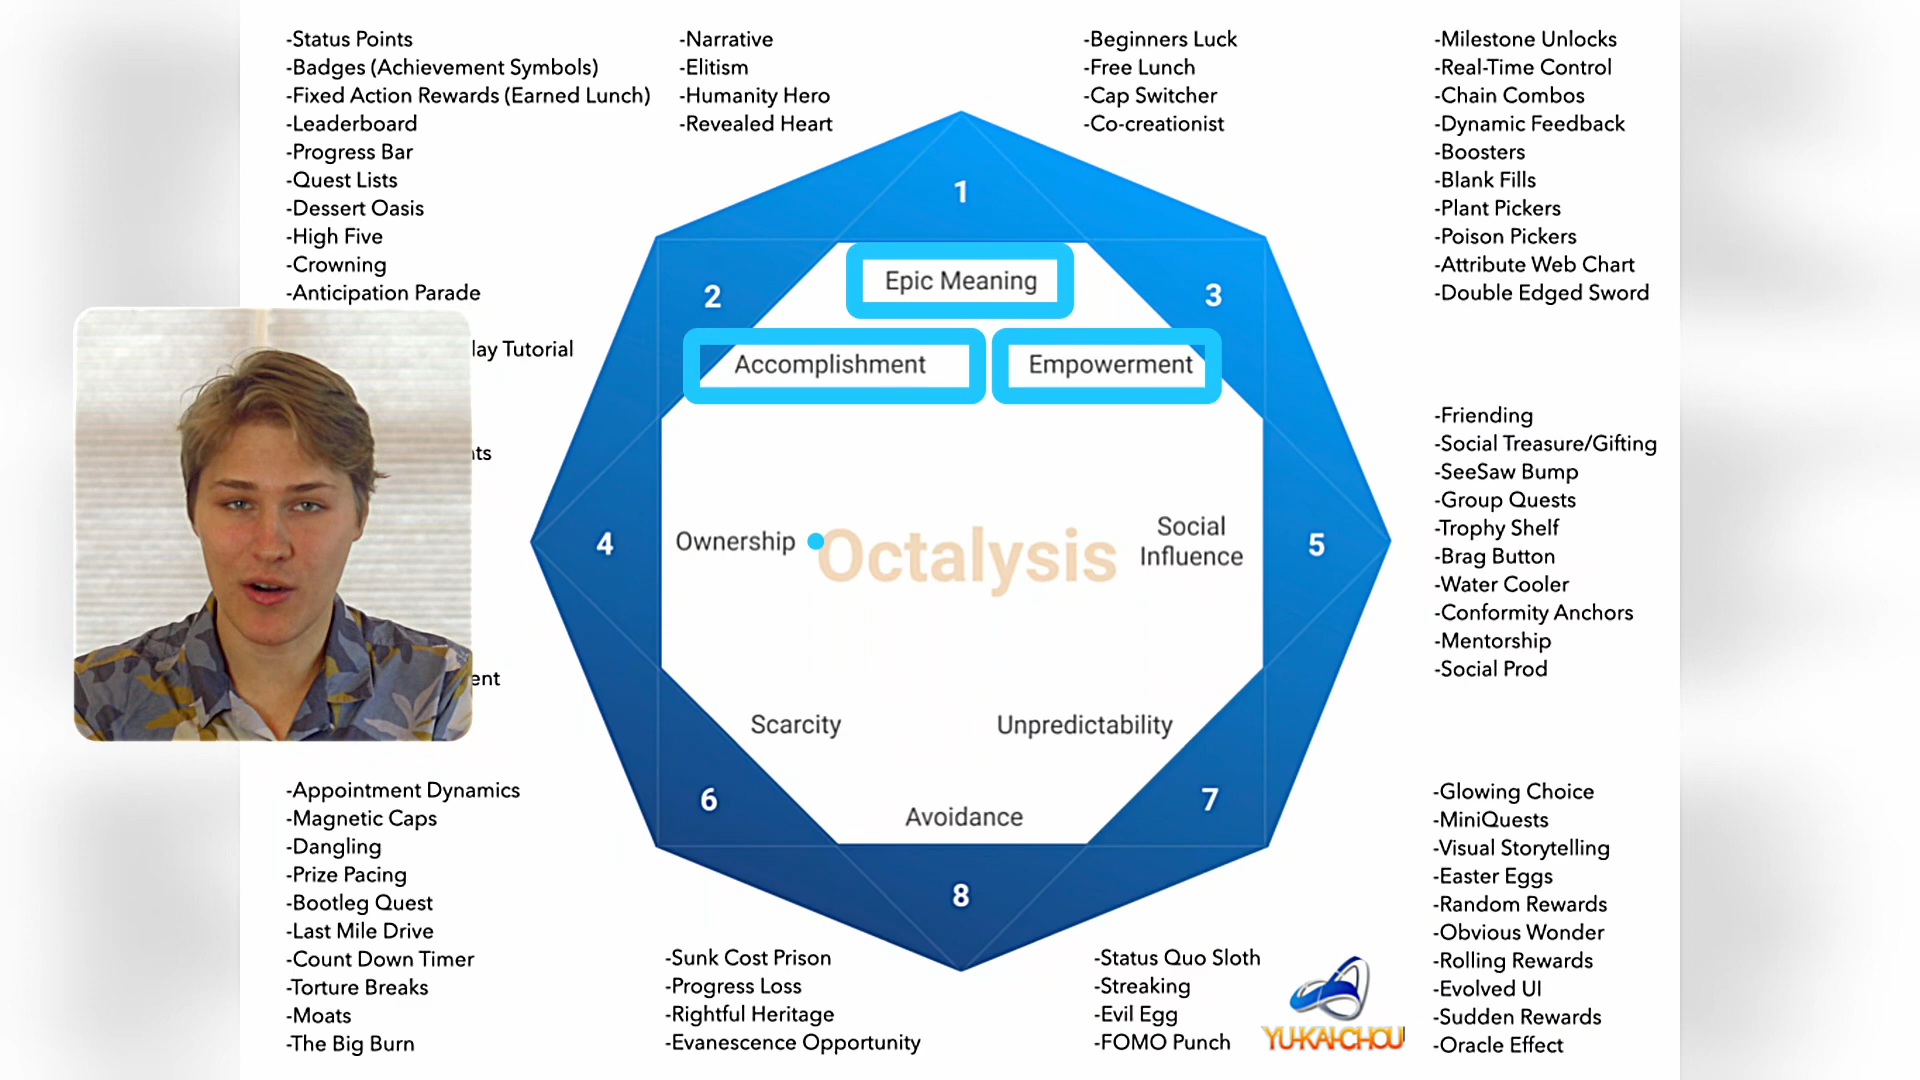 -Status Points
-Badges (Achievement Symbols)
-Fixed Action Rewards (Earned Lunch)
-Leaderboard
-Progress Bar
-Quest Lists
-Dessert Oasis
-High Five
-Crowning
-Anticipation Parade
lay Tutorial
-Narrative
-Elitism
-Humanity Hero
-Revealed Heart
-Beginners Luck
-Free Lunch
-Cap Switcher
-Co-creationist
-Milestone Unlocks
-Real-Time Control
-Chain Combos
-Dynamic Feedback
-Boosters
-Blank Fills
-Plant Pickers
-Poison Pickers
-Attribute Web Chart
-Double Edged Sword
1
2
3
Epic Meaning
Accomplishment
Empowerment
4
Ownership
Octalysis
Social
Influence
5
Scarcity
Unpredictability
6
7
Avoidance
8
nts
ent
-Friending
-Social Treasure/Gifting
-SeeSaw Bump
-Group Quests
-Trophy Shelf
-Brag Button
-Water Cooler
-Conformity Anchors
-Mentorship
-Social Prod
-Appointment Dynamics
-Magnetic Caps
-Dangling
-Prize Pacing
-Bootleg Quest
-Last Mile Drive
-Count Down Timer
-Torture Breaks
-Moats
-The Big Burn
-Sunk Cost Prison
-Progress Loss
-Rightful Heritage
-Evanescence Opportunity
-Status Quo Sloth
-Streaking
-Evil Egg
-FOMO Punch
YU-KAI-CHOU
-Glowing Choice
-MiniQuests
-Visual Storytelling
-Easter Eggs
-Random Rewards
-Obvious Wonder
-Rolling Rewards
-Evolved UI
-Sudden Rewards
-Oracle Effect